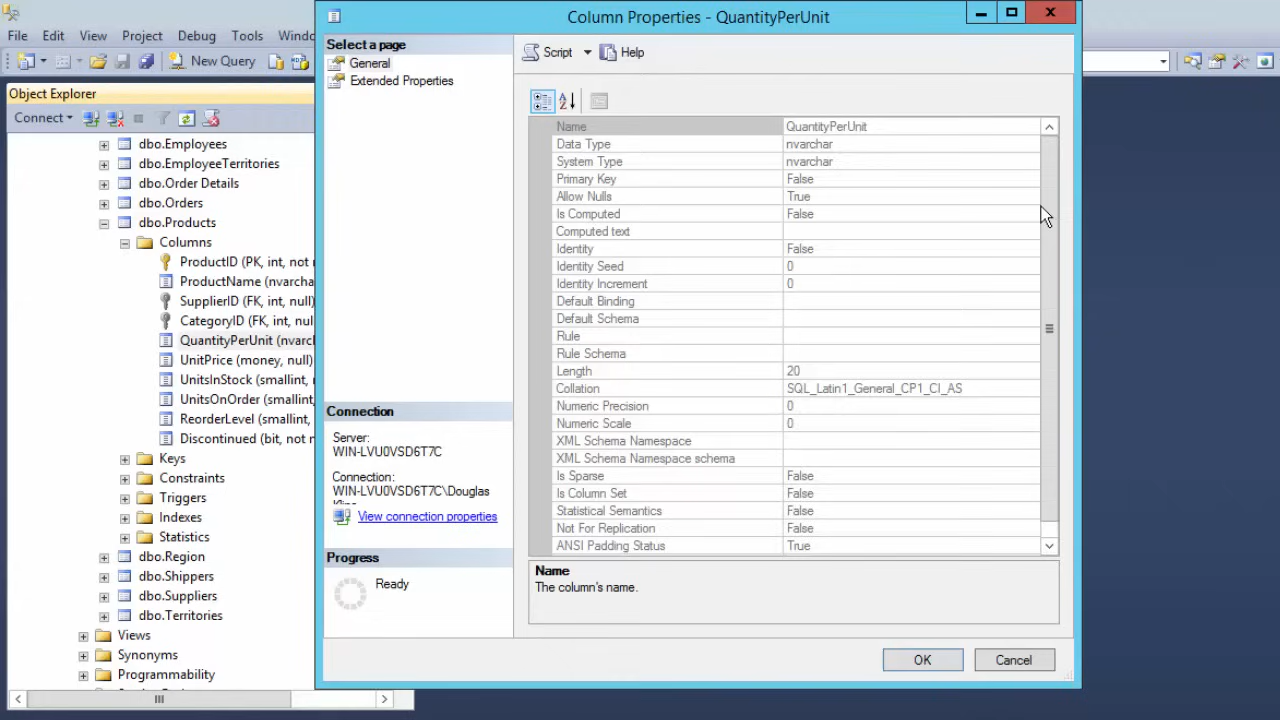 Column Properties - QuantityPerUnit
File Edit View Project Debug Tools Windo
New Query
Object Explorer
Connect
dbo.Employees
dbo.EmployeeTerritories
dbo.Order Details
dbo.Orders
dbo.Products
Columns
ProductID (PK, int, not n
ProductName (nvarcha
SupplierID (FK, int, null)
CategoryID (FK, int, null
QuantityPerUnit (nvarc
UnitPrice (money, null)
UnitsInStock (smallint,
UnitsOnOrder (smallint,
ReorderLevel (smallint,
Discontinued (bit, not n
Keys
Constraints
Triggers
Indexes
Statistics
dbo.Region
dbo.Shippers
dbo.Suppliers
dbo.Territories
Views
Synonyms
Programmability
Select a page
General
Extended Properties
Connection
Server:
WIN-LVU0VSD6T7C
Connection:
WIN-LVU0VSD6T7C\Douglas
View connection properties
Progress
Ready
Script Help
Name QuantityPerUnit
Data Type nvarchar
System Type nvarchar
Primary Key False
Allow Nulls True
Is Computed False
Computed text
Identity False
Identity Seed 0
Identity Increment 0
Default Binding
Default Schema
Rule
Rule Schema
Length 20
Collation SQL_Latin1_General_CP1_CI_AS
Numeric Precision 0
Numeric Scale 0
XML Schema Namespace
XML Schema Namespace schema
Is Sparse False
Is Column Set False
Statistical Semantics False
Not For Replication False
ANSI Padding Status True
Name
The column's name.
OK Cancel